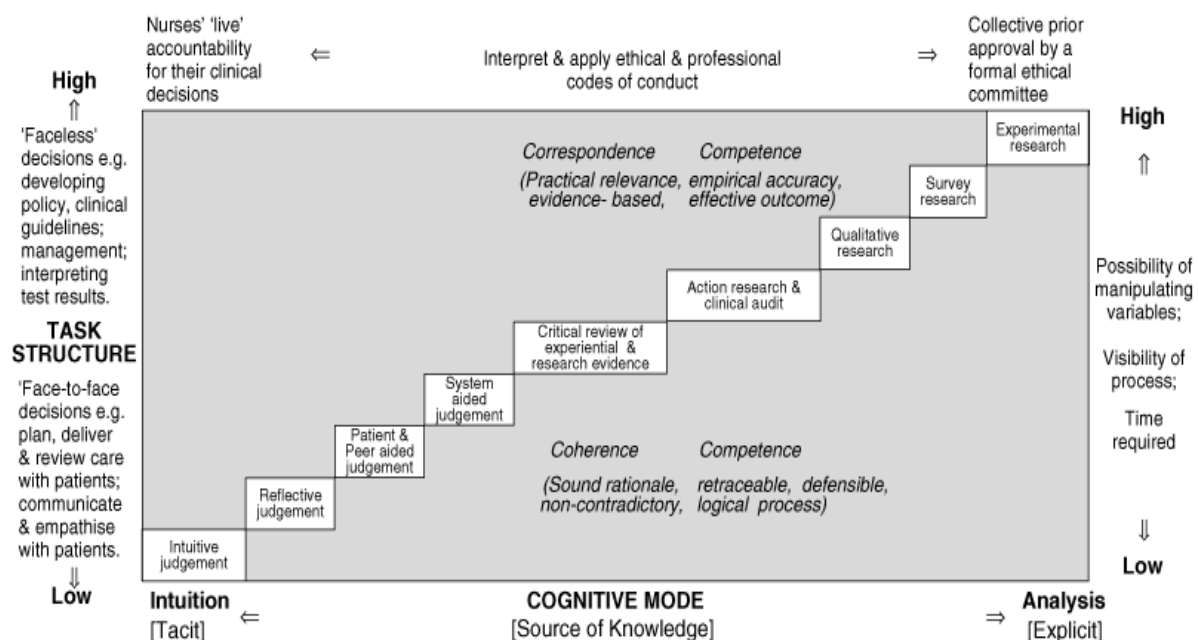 Nurses' 'live'
accountability
for their clinical
decisions
⇐
Interpret & apply ethical & professional
codes of conduct
⇒
Collective prior
approval by a
formal ethical
committee
High
⇑
'Faceless'
decisions e.g.
developing
policy, clinical
guidelines;
management;
interpreting
test results.
TASK
STRUCTURE
'Face-to-face
decisions e.g.
plan, deliver
& review care
with patients;
communicate
& empathise
with patients.
⇓
Low
Experimental
research
Survey
research
Qualitative
research
Action research &
clinical audit
Critical review of
experiential &
research evidence
System
aided
judgement
Patient &
Peer aided
judgement
Reflective
judgement
Intuitive
judgement
Correspondence Competence
(Practical relevance, empirical accuracy,
evidence- based, effective outcome)
Coherence Competence
(Sound rationale, retraceable, defensible,
non-contradictory, logical process)
High
⇑
Possibility of
manipulating
variables;
Visibility of
process;
Time
required
⇓
Low
Intuition
[Tacit]
⇐
COGNITIVE MODE
[Source of Knowledge]
⇒
Analysis
[Explicit]